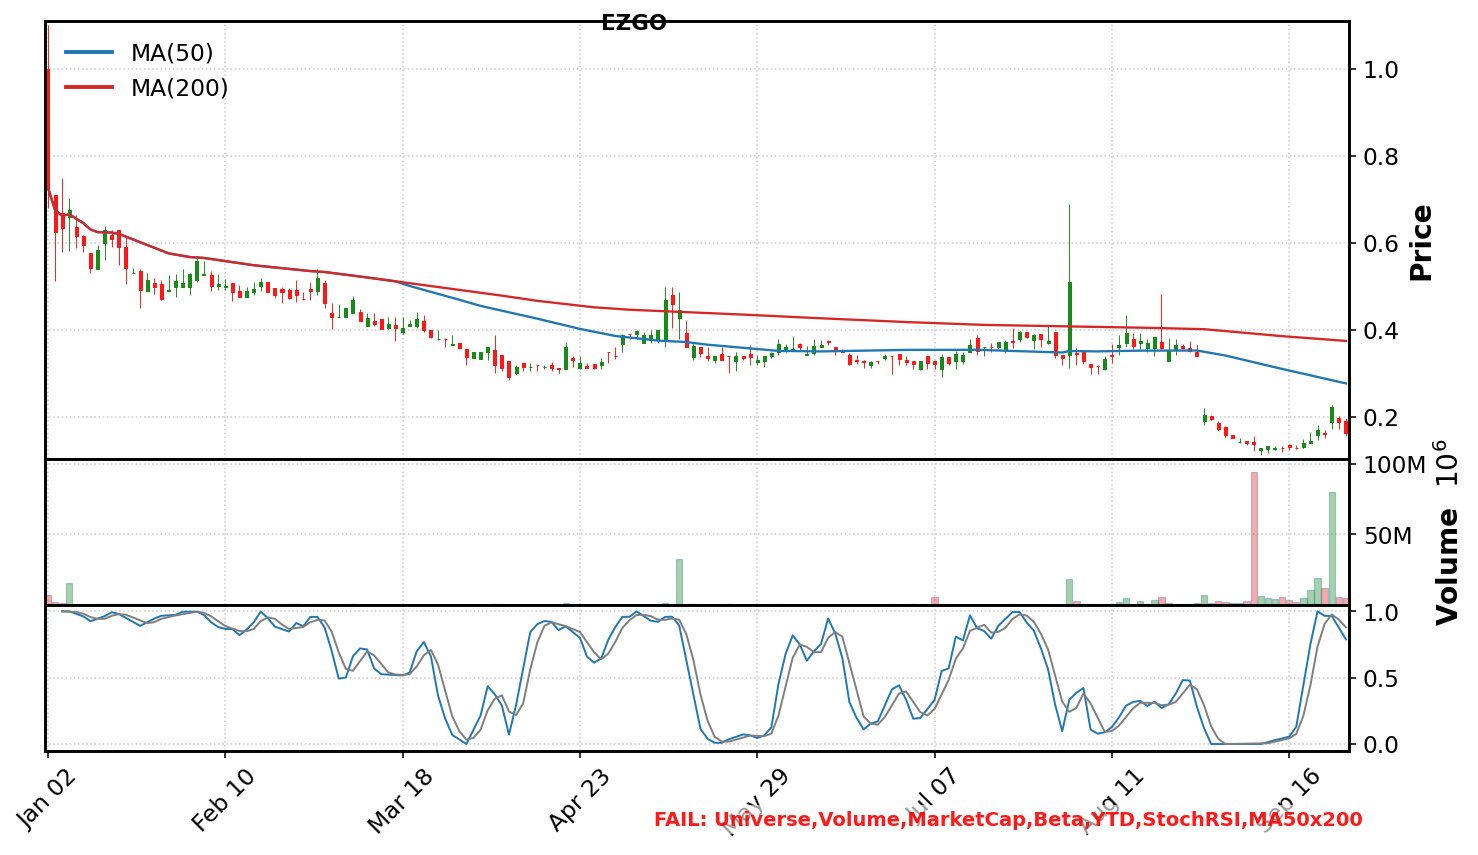 EZGO
MA(50)
MA(200)
1.0
0.8
0.6
0.4
0.2
Price
100M
50M
Volume 10^6
1.0
0.5
0.0
Jan 02
Feb 10
Mar 18
Apr 23
May 29
Jul 07
Aug 11
Sep 16
FAIL: Universe,Volume,MarketCap,Beta,YTD,StochRSI,MA50x200